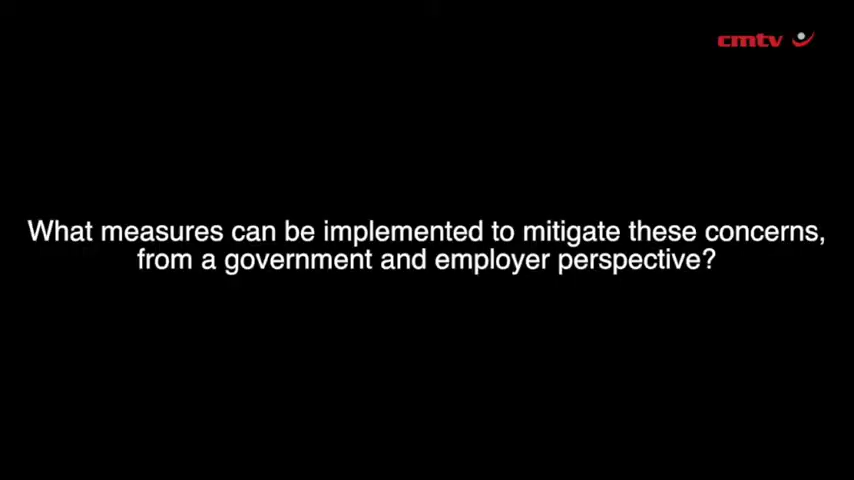 cmtv
What measures can be implemented to mitigate these concerns,
from a government and employer perspective?